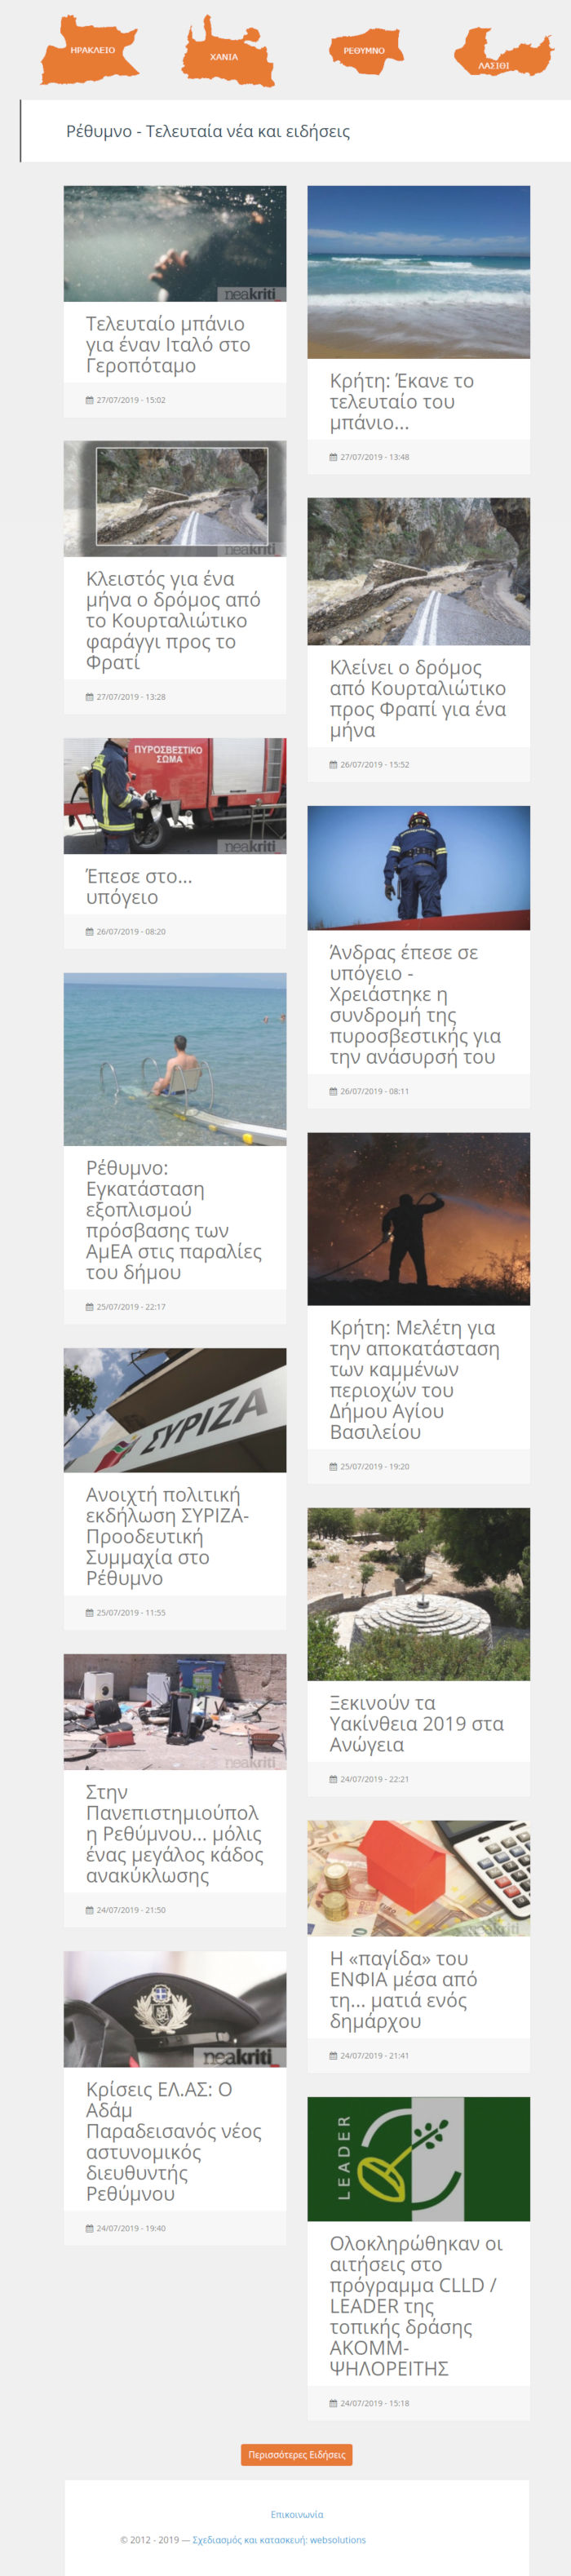 ΗΡΑΚΛΕΙΟ
ΧΑΝΙΑ
ΡΕΘΥΜΝΟ
ΛΑΣΙΘΙ
Ρέθυμνο - Τελευταία νέα και ειδήσεις
neakriti_
Τελευταίο μπάνιο
για έναν Ιταλό στο
Γεροπόταμο
27/07/2019 - 15:02
Κρήτη: Έκανε το
τελευταίο του
μπάνιο...
27/07/2019 - 13:48
neakriti
Κλειστός για ένα
μήνα ο δρόμος από
το Κουρταλιώτικο
φαράγγι προς το
Φρατί
27/07/2019 - 13:28
Κλείνει ο δρόμος
από Κουρταλιώτικο
προς Φραπί για ένα
μήνα
26/07/2019 - 15:52
ΠΥΡΟΣΒΕΣΤΙΚΟ
ΣΩΜΑ
neakriti_
Έπεσε στο...
υπόγειο
26/07/2019 - 08:20
Άνδρας έπεσε σε
υπόγειο -
Χρειάστηκε η
συνδρομή της
πυροσβεστικής για
την ανάσυρσή του
26/07/2019 - 08:11
Ρέθυμνο:
Εγκατάσταση
εξοπλισμού
πρόσβασης των
ΑμΕΑ στις παραλίες
του δήμου
25/07/2019 - 22:17
Κρήτη: Μελέτη για
την αποκατάσταση
των καμμένων
περιοχών του
Δήμου Αγίου
Βασιλείου
25/07/2019 - 19:20
ΣΥΡΙΖΑ
Ανοιχτή πολιτική
εκδήλωση ΣΥΡΙΖΑ-
Προοδευτική
Συμμαχία στο
Ρέθυμνο
25/07/2019 - 11:55
Ξεκινούν τα
Υακίνθεια 2019 στα
Ανώγεια
24/07/2019 - 22:21
neakriti
Στην
Πανεπιστημιούπολ
η Ρεθύμνου... μόλις
ένας μεγάλος κάδος
ανακύκλωσης
24/07/2019 - 21:50
neakriti
Η «παγίδα» του
ΕΝΦΙΑ μέσα από
τη... ματιά ενός
δημάρχου
24/07/2019 - 21:41
neakriti_
Κρίσεις ΕΛ.ΑΣ: Ο
Αδάμ
Παραδεισανός νέος
αστυνομικός
διευθυντής
Ρεθύμνου
24/07/2019 - 19:40
LEADER
Ολοκληρώθηκαν οι
αιτήσεις στο
πρόγραμμα CLLD /
LEADER της
τοπικής δράσης
ΑΚΟΜΜ-
ΨΗΛΟΡΕΙΤΗΣ
24/07/2019 - 15:18
Περισσότερες Ειδήσεις
Επικοινωνία
© 2012 - 2019 — Σχεδιασμός και κατασκευή: websolutions